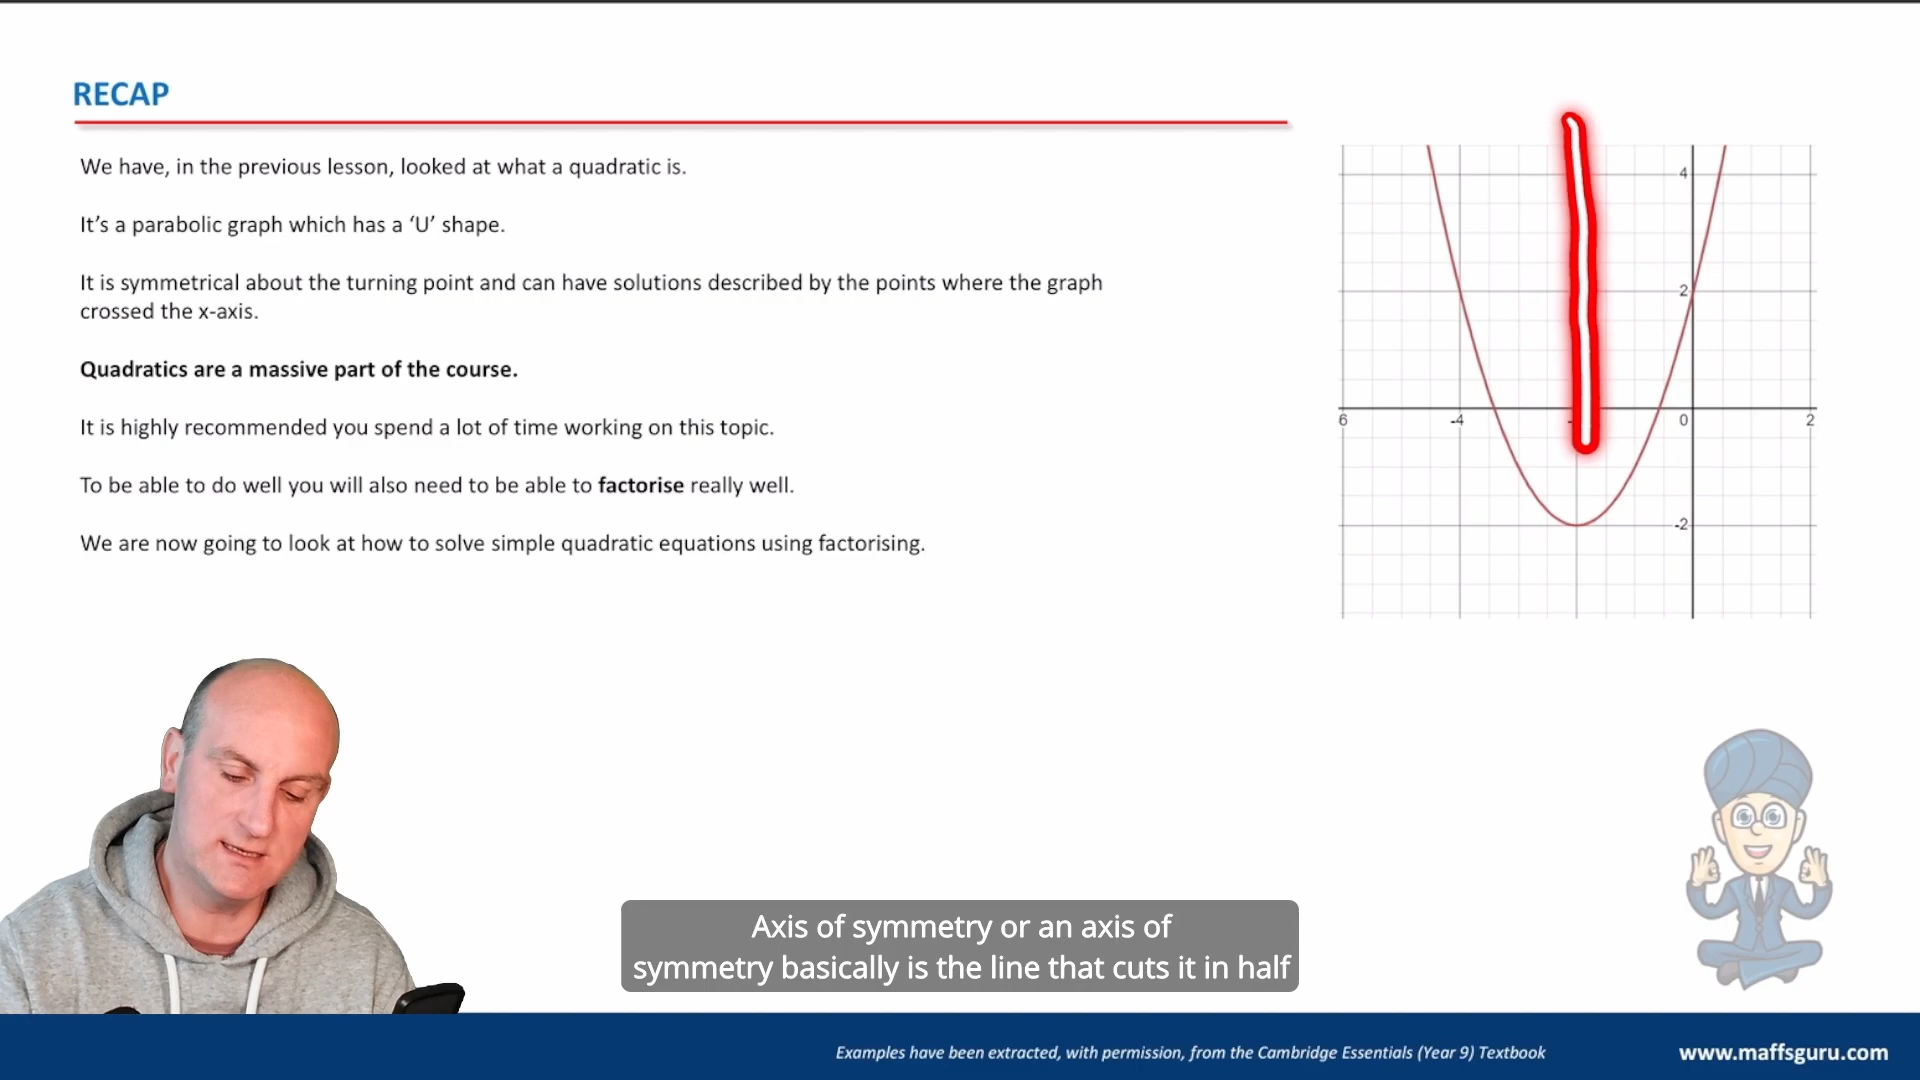 RECAP
We have, in the previous lesson, looked at what a quadratic is.
It’s a parabolic graph which has a ‘U’ shape.
It is symmetrical about the turning point and can have solutions described by the points where the graph
crossed the x-axis.
Quadratics are a massive part of the course.
It is highly recommended you spend a lot of time working on this topic.
To be able to do well you will also need to be able to factorise really well.
We are now going to look at how to solve simple quadratic equations using factorising.
4
2
6 -4 0 2
-2
Axis of symmetry or an axis of
symmetry basically is the line that cuts it in half
Examples have been extracted, with permission, from the Cambridge Essentials (Year 9) Textbook
www.maffsguru.com